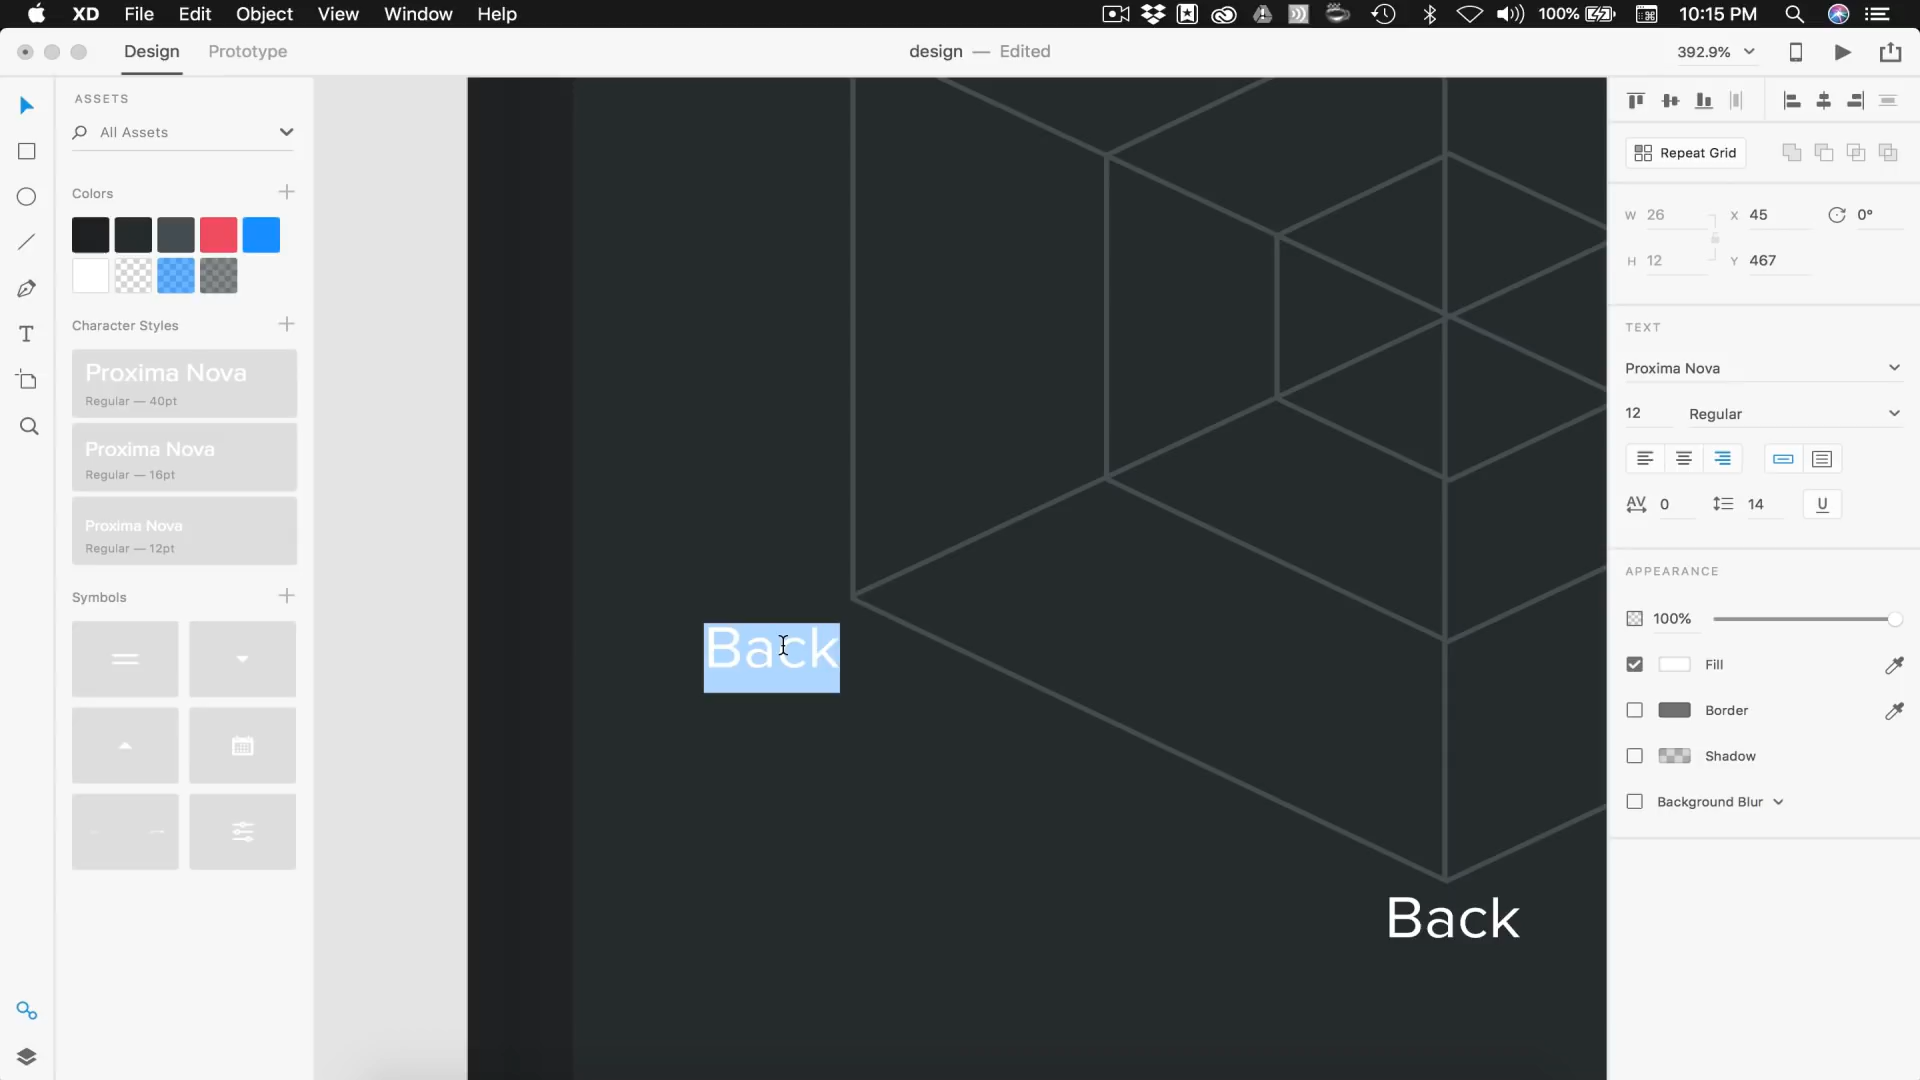 XD File Edit Object View Window Help 100% 10:15 PM
Design Prototype design — Edited 392.9%
ASSETS
All Assets
Colors
Character Styles
Proxima Nova
Regular — 40pt
Proxima Nova
Regular — 16pt
Proxima Nova
Regular — 12pt
Symbols
Back
Back
Repeat Grid
W 26 X 45 0°
H 12 Y 467
TEXT
Proxima Nova
12 Regular
AV 0 14 U
APPEARANCE
100%
Fill
Border
Shadow
Background Blur